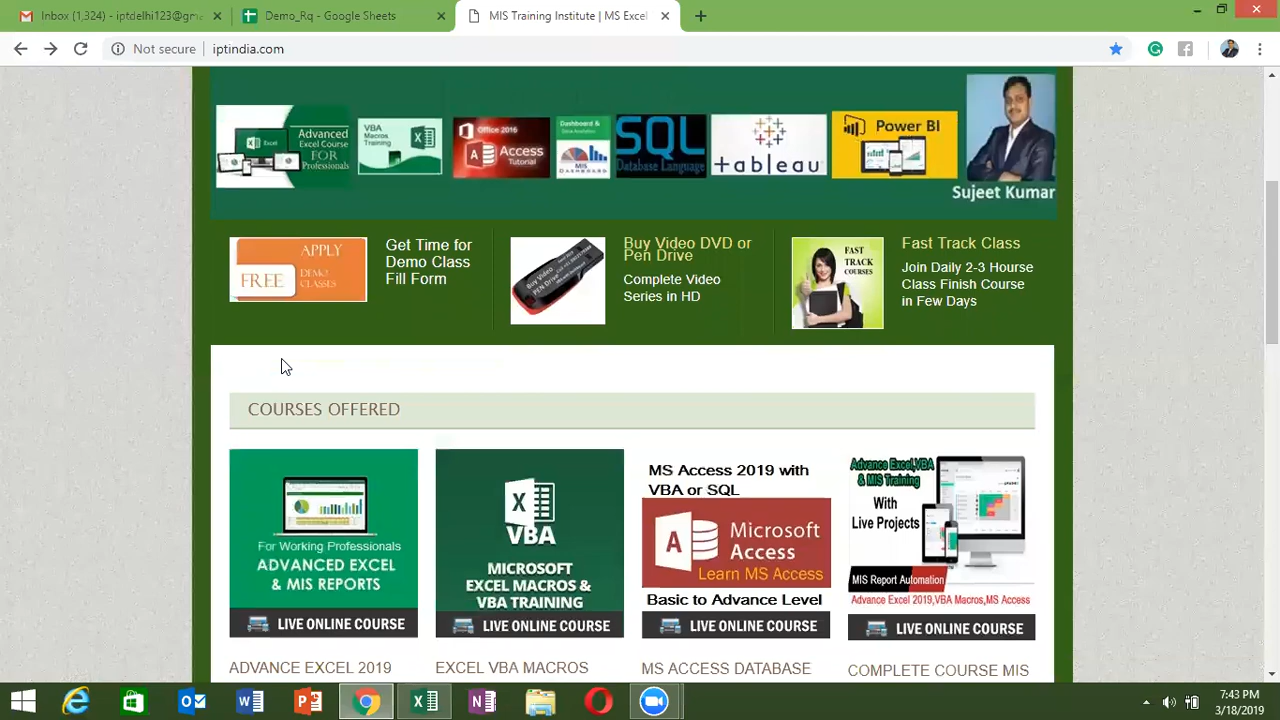 Inbox (1,324) - iptdelhi123@gm
Demo_Rq - Google Sheets
MIS Training Institute | MS Excel
Not secure
iptindia.com
Advanced
Excel Course
FOR
Professionals
VBA
Macros
Training
Office 2016
Access
Tutorial
Dashboard &
MIS
DASHBOARD
SQL
Database Language
+ableau
Power BI
Sujeet Kumar
APPLY
FREE
DEMO
CLASSES
Get Time for
Demo Class
Fill Form
Buy Video
PEN Drive
Buy Video DVD or
Pen Drive
Complete Video
Series in HD
FAST
TRACK
COURSES
Fast Track Class
Join Daily 2-3 Hourse
Class Finish Course
in Few Days
COURSES OFFERED
For Working Professionals
ADVANCED EXCEL
& MIS REPORTS
LIVE ONLINE COURSE
VBA
MICROSOFT
EXCEL MACROS &
VBA TRAINING
LIVE ONLINE COURSE
MS Access 2019 with
VBA or SQL
Microsoft
Access
Learn MS Access
Basic to Advance Level
LIVE ONLINE COURSE
Advance Excel,VBA
& MIS Training
With
Live Projects
MIS Report Automation
Advance Excel 2019,VBA Macros,MS Access
LIVE ONLINE COURSE
ADVANCE EXCEL 2019
EXCEL VBA MACROS
MS ACCESS DATABASE
COMPLETE COURSE MIS
7:43 PM
3/18/2019